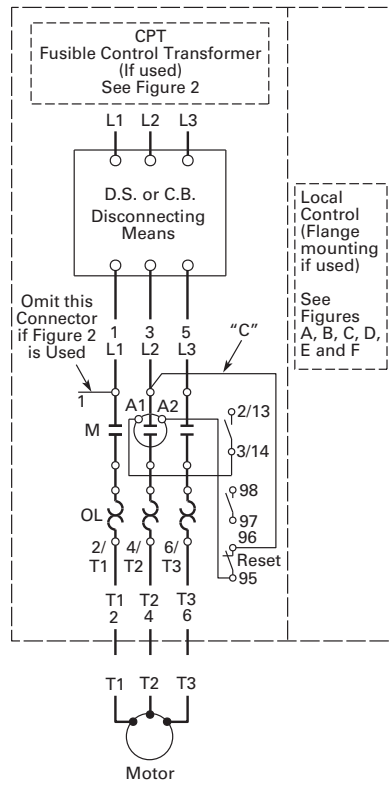 CPT
Fusible Control Transformer
(If used)
See Figure 2
L1 L2 L3
D.S. or C.B.
Disconnecting
Means
Local
Control
(Flange
mounting
if used)
See
Figures
A, B, C, D,
E and F
Omit this
Connector
if Figure 2
is Used
1 3 5
L1 L2 L3
"C"
1
A1 A2
2/13
M
3/14
98
OL
97
96
Reset
95
2/ 4/ 6/
T1 T2 T3
T1 T2 T3
2 4 6
T1 T2 T3
Motor